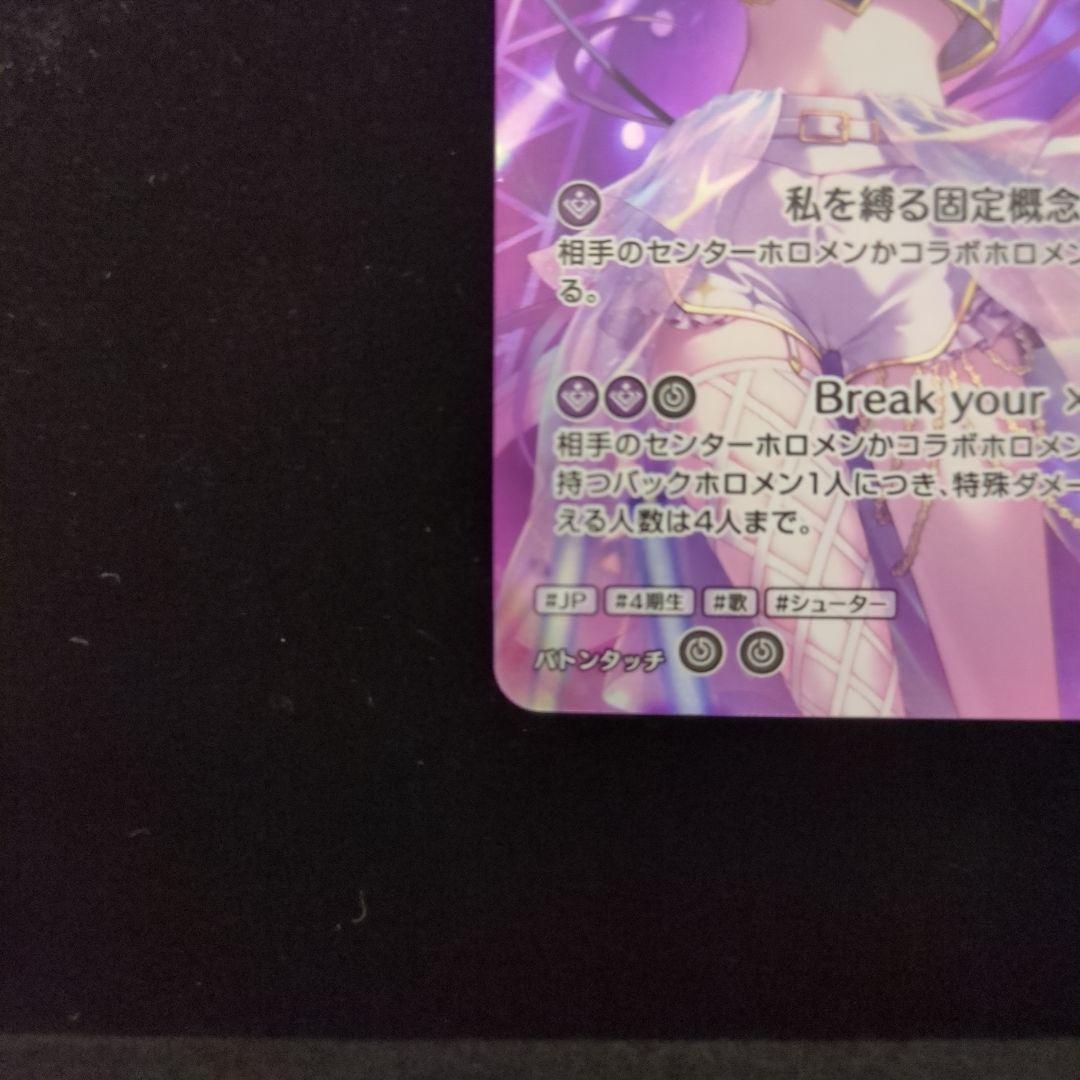 私を縛る固定概念
相手のセンターホロメンかコラボホロメン
る。
Break your ×
相手のセンターホロメンかコラボホロメン
持つバックホロメン1人につき、特殊ダメー
える人数は4人まで。
#JP #4期生 #歌 #シューター
バトンタッチ